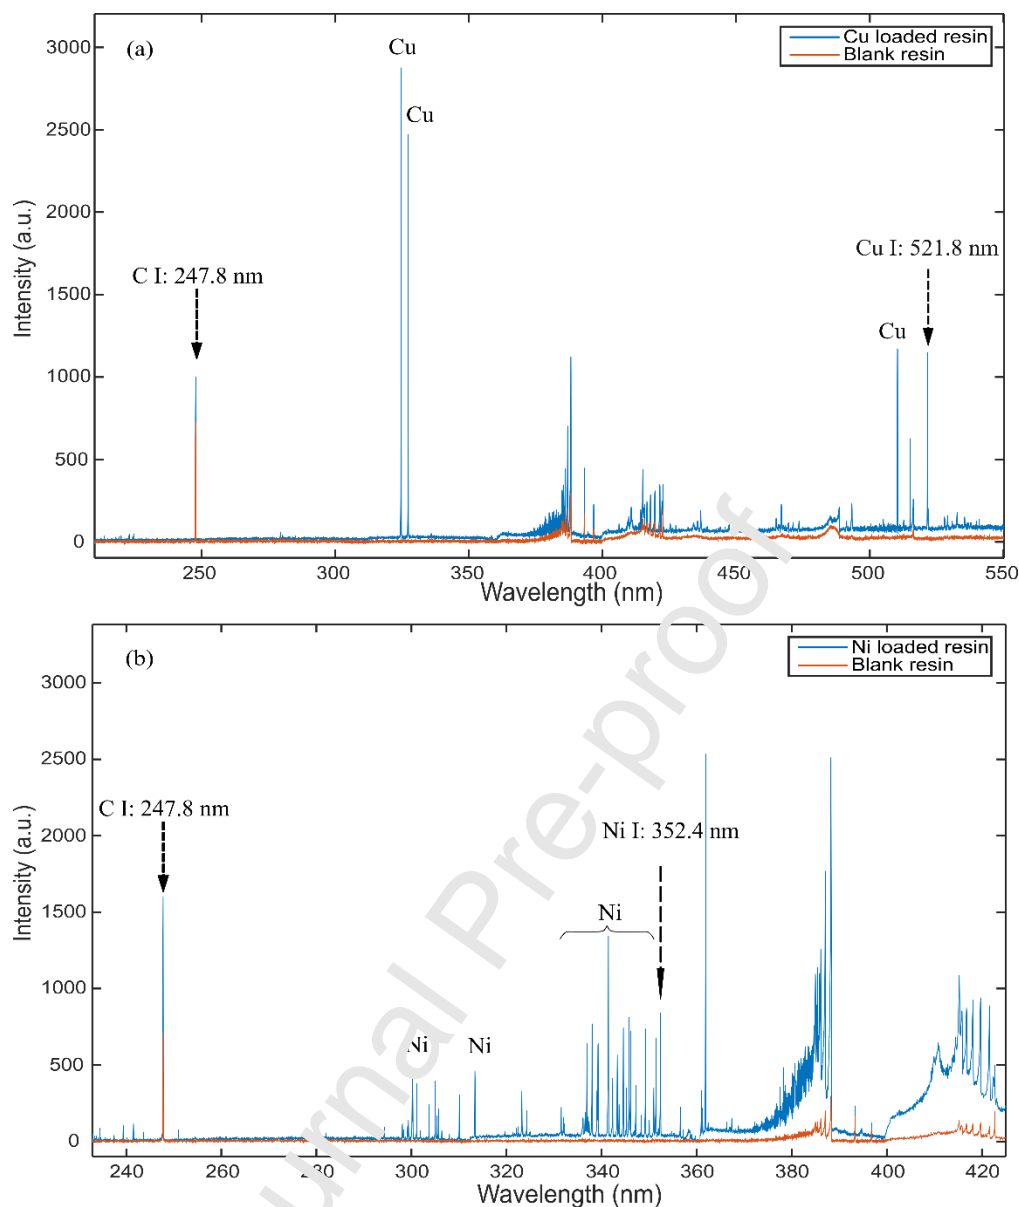 (a)
Cu loaded resin
Blank resin
Cu
Cu
C I: 247.8 nm
Cu I: 521.8 nm
Cu
3000
2500
2000
1500
1000
500
0
Intensity (a.u.)
250 300 350 400 450 500 550
Wavelength (nm)
(b)
Ni loaded resin
Blank resin
C I: 247.8 nm
Ni I: 352.4 nm
Ni
Ni
Ni
3000
2500
2000
1500
1000
500
0
Intensity (a.u.)
240 260 280 300 320 340 360 380 400 420
Wavelength (nm)
urnal Pre-proof